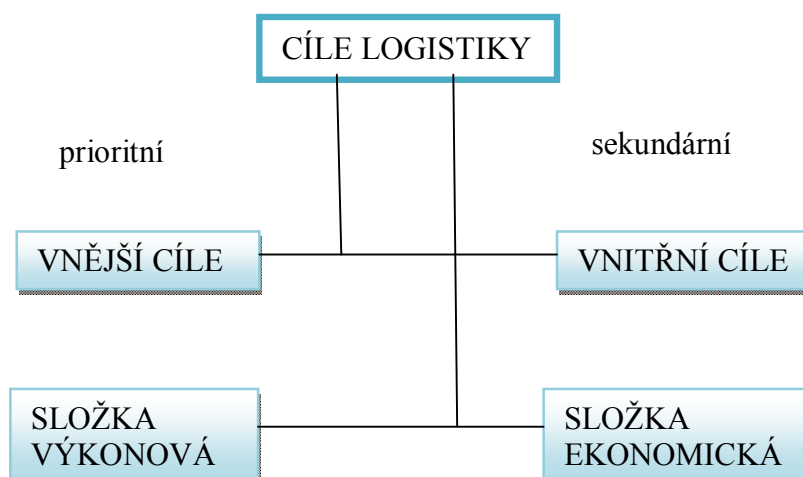 CÍLE LOGISTIKY
prioritní
sekundární
VNĚJŠÍ CÍLE
VNITŘNÍ CÍLE
SLOŽKA
VÝKONOVÁ
SLOŽKA
EKONOMICKÁ